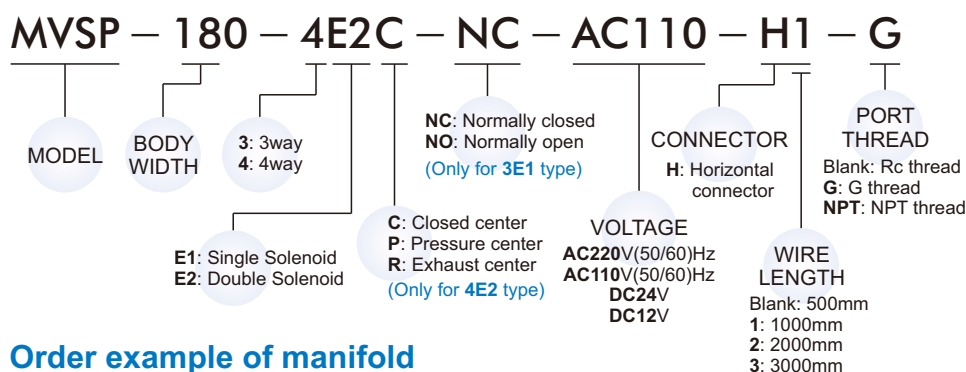 MVSP – 180 – 4E2C – NC – AC110 – H1 – G
MODEL
BODY
WIDTH
3: 3way
4: 4way
E1: Single Solenoid
E2: Double Solenoid
NC: Normally closed
NO: Normally open
(Only for 3E1 type)
C: Closed center
P: Pressure center
R: Exhaust center
(Only for 4E2 type)
VOLTAGE
AC220V(50/60)Hz
AC110V(50/60)Hz
DC24V
DC12V
CONNECTOR
H: Horizontal
connector
WIRE
LENGTH
Blank: 500mm
1: 1000mm
2: 2000mm
3: 3000mm
PORT
THREAD
Blank: Rc thread
G: G thread
NPT: NPT thread
Order example of manifold